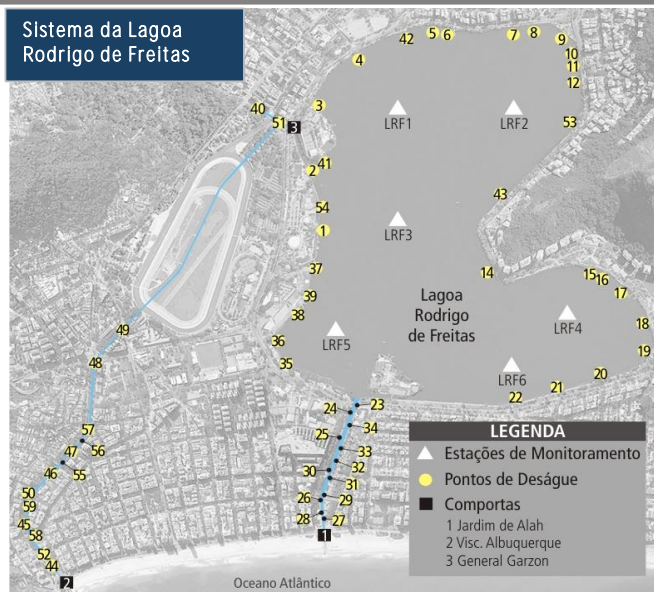 Sistema da Lagoa
Rodrigo de Freitas
42 5 6 7 8 9
4 10
11
12
40 3
51 3 LRF1 LRF2 53
2 41
43
54
1 LRF3
37 14 15 16
39 Lagoa 17
38 Rodrigo
49 de Freitas LRF4 18
36 LRF5
48 35 LRF6 19
20
21
22
24 23
57 34
47 56 25
46 55 33
30 32
50 31
59 26 29
45 28 27
58 1
52
44
2
Oceano Atlântico
LEGENDA
Estações de Monitoramento
Pontos de Deságue
Comportas
1 Jardim de Alah
2 Visc. Albuquerque
3 General Garzon